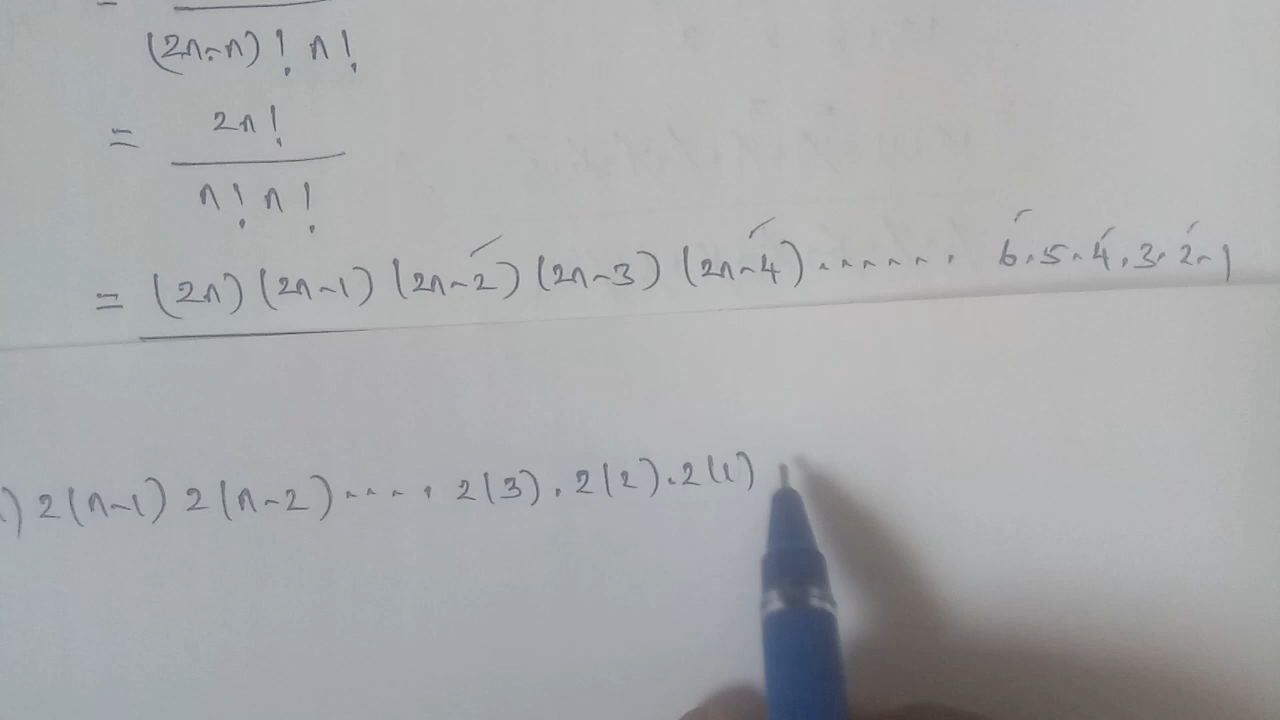 (2n-n)! n!
= 2n!
n! n!
= (2n) (2n-1) (2n-2) (2n-3) (2n-4) ...... 6.5.4.3.2.1
) 2(n-1) 2(n-2) .... 2(3) . 2(2) . 2(1)